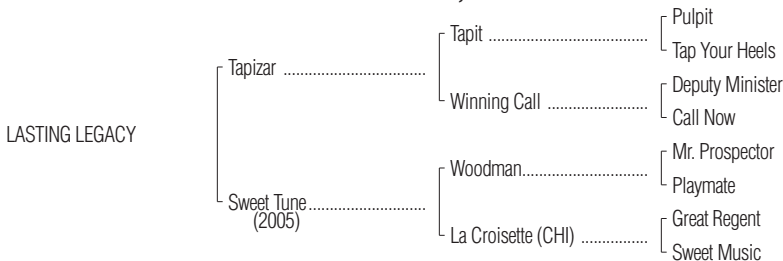 Pulpit
Tapit ..........................................
Tap Your Heels
Tapizar ......................................
Deputy Minister
Winning Call ..........................
Call Now
LASTING LEGACY
Mr. Prospector
Woodman.................................
Playmate
Sweet Tune..............................
(2005)
Great Regent
La Croisette (CHI) .................
Sweet Music